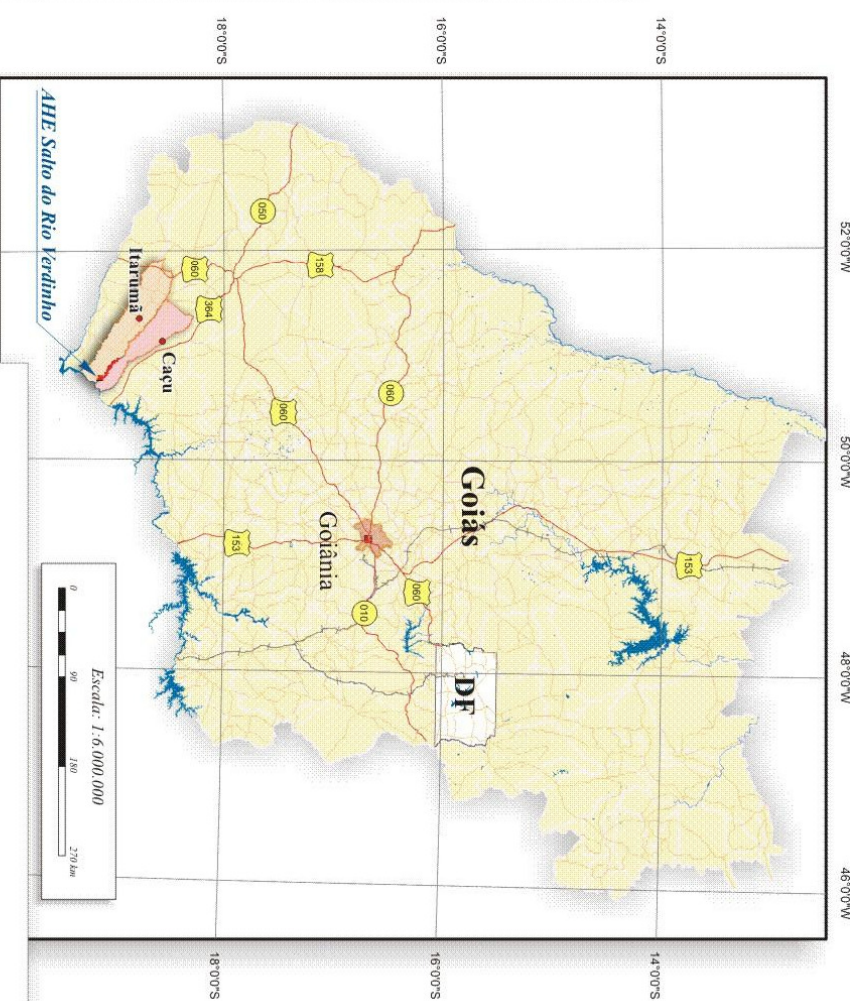 52°0'0"W
50°0'0"W
48°0'0"W
46°0'0"W
14°0'0"S
14°0'0"S
16°0'0"S
16°0'0"S
18°0'0"S
18°0'0"S
153
Goiás
DF
060
060
010
Goiânia
158
060
050
153
364
060
Caçu
Itarumã
AHE Salto do Rio Verdinho
Escala: 1:6.000.000
0 90 180 270 km